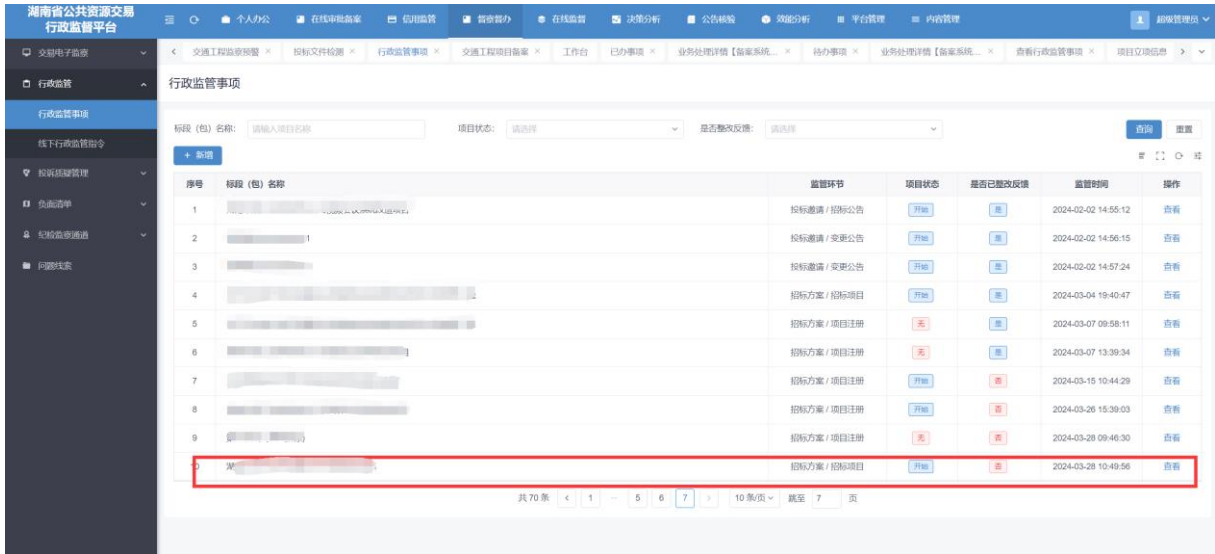 湖南省公共资源交易
行政监督平台
个人办公 在线审批备案 信用监管 督察督办 在线监督 决策分析 公告核验 效能分析 平台管理 内容管理 超级管理员
交易电子监察
行政监管
行政监管事项
线下行政监管指令
投诉质疑管理
负面清单
纪检监察通道
问题线索
交通工程监察预警 × 投标文件检测 × 行政监管事项 × 交通工程项目备案 × 工作台 已办事项 × 业务处理详情【备案系统... × 待办事项 × 业务处理详情【备案系统... × 查看行政监管事项 × 项目立项信息
行政监管事项
标段（包）名称: 请输入项目名称 项目状态: 请选择 是否整改反馈: 请选择 查询 重置
+ 新增
序号 标段（包）名称 监管环节 项目状态 是否已整改反馈 监管时间 操作
1 投标邀请 / 招标公告 开始 是 2024-02-02 14:55:12 查看
2 1 投标邀请 / 变更公告 开始 是 2024-02-02 14:56:15 查看
3 投标邀请 / 变更公告 开始 是 2024-02-02 14:57:24 查看
4 招标方案 / 招标项目 开始 是 2024-03-04 19:40:47 查看
5 招标方案 / 项目注册 无 是 2024-03-07 09:58:11 查看
6 招标方案 / 项目注册 无 是 2024-03-07 13:39:34 查看
7 招标方案 / 项目注册 开始 否 2024-03-15 10:44:29 查看
8 招标方案 / 项目注册 开始 否 2024-03-26 15:39:03 查看
9 招标方案 / 项目注册 无 否 2024-03-28 09:46:30 查看
10 招标方案 / 招标项目 开始 否 2024-03-28 10:49:56 查看
共 70 条 < 1 ··· 5 6 7 > 10 条/页 跳至 7 页